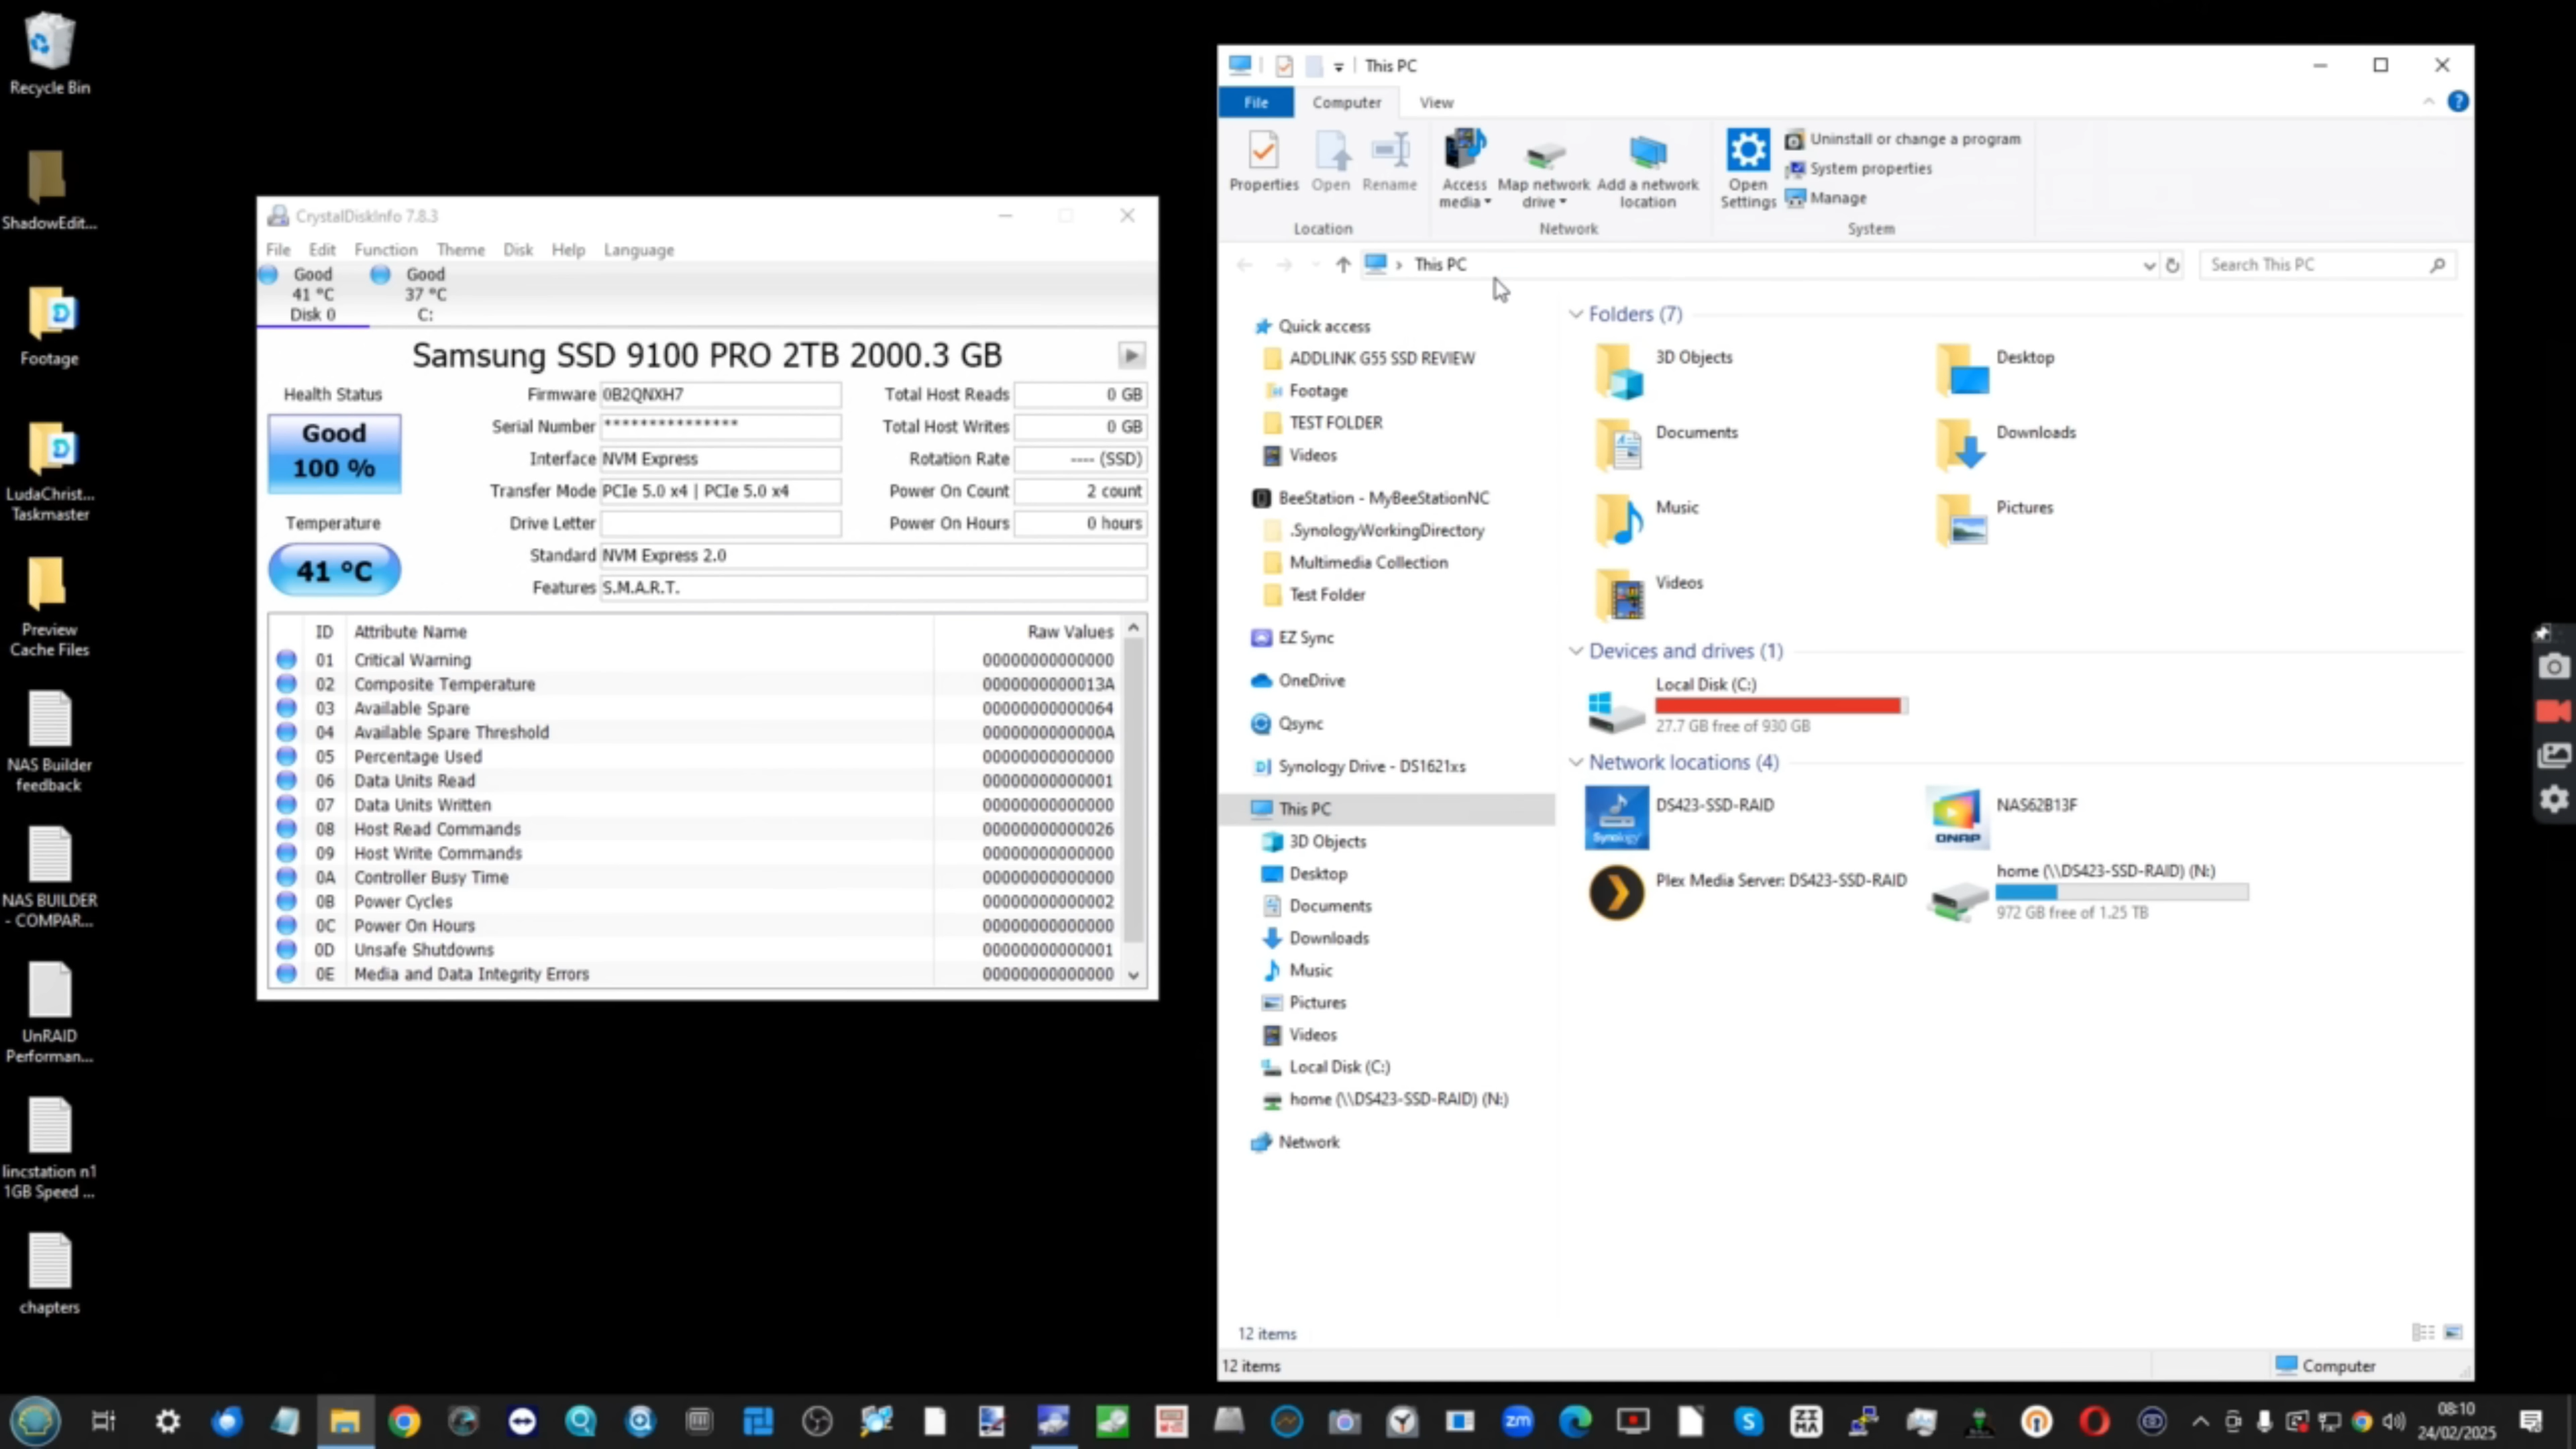 Recycle Bin
ShadowEdit...
Footage
LudaChrist...
Taskmaster
Preview
Cache Files
NAS Builder
feedback
NAS BUILDER
- COMPAR...
UnRAID
Performan...
lincstation n1
1GB Speed ...
chapters
CrystalDiskInfo 7.8.3
File Edit Function Theme Disk Help Language
Good Good
41 °C 37 °C
Disk 0 C:
Samsung SSD 9100 PRO 2TB 2000.3 GB
Health Status
Good
100 %
Temperature
41 °C
Firmware 0B2QNXH7
Serial Number ***************
Interface NVM Express
Transfer Mode PCIe 5.0 x4 | PCIe 5.0 x4
Drive Letter
Standard NVM Express 2.0
Features S.M.A.R.T.
Total Host Reads 0 GB
Total Host Writes 0 GB
Rotation Rate ---- (SSD)
Power On Count 2 count
Power On Hours 0 hours
ID Attribute Name Raw Values
01 Critical Warning 00000000000000
02 Composite Temperature 0000000000013A
03 Available Spare 00000000000064
04 Available Spare Threshold 0000000000000A
05 Percentage Used 00000000000000
06 Data Units Read 00000000000001
07 Data Units Written 00000000000000
08 Host Read Commands 00000000000026
09 Host Write Commands 00000000000000
0A Controller Busy Time 00000000000000
0B Power Cycles 00000000000002
0C Power On Hours 00000000000000
0D Unsafe Shutdowns 00000000000001
0E Media and Data Integrity Errors 00000000000000
This PC
File Computer View
Properties Open Rename
Location
Access media
Map network drive
Add a network location
Network
Open Settings
Uninstall or change a program
System properties
Manage
System
This PC
Search This PC
Quick access
ADDLINK G55 SSD REVIEW
Footage
TEST FOLDER
Videos
BeeStation - MyBeeStationNC
.SynologyWorkingDirectory
Multimedia Collection
Test Folder
EZ Sync
OneDrive
Qsync
Synology Drive - DS1621xs
This PC
3D Objects
Desktop
Documents
Downloads
Music
Pictures
Videos
Local Disk (C:)
home (\\DS423-SSD-RAID) (N:)
Network
Folders (7)
3D Objects Desktop
Documents Downloads
Music Pictures
Videos
Devices and drives (1)
Local Disk (C:)
27.7 GB free of 930 GB
Network locations (4)
Synology
DS423-SSD-RAID
QNAP
NAS62B13F
Plex Media Server: DS423-SSD-RAID
home (\\DS423-SSD-RAID) (N:)
972 GB free of 1.25 TB
12 items
12 items
Computer
zm
ZI
MA
08:10
24/02/2025